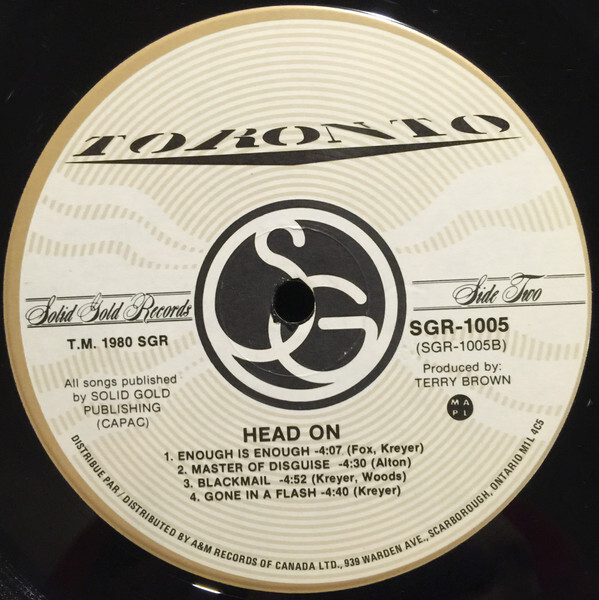 TORONTO
Solid Gold Records
T.M. 1980 SGR
All songs published
by SOLID GOLD
PUBLISHING
(CAPAC)
SG
Side Two
SGR-1005
(SGR-1005B)
Produced by:
TERRY BROWN
M A
P L
HEAD ON
1. ENOUGH IS ENOUGH -4:07 (Fox, Kreyer)
2. MASTER OF DISGUISE -4:30 (Alton)
3. BLACKMAIL -4:52 (Kreyer, Woods)
4. GONE IN A FLASH -4:40 (Kreyer)
DISTRIBUE PAR / DISTRIBUTED BY A&M RECORDS OF CANADA LTD., 939 WARDEN AVE., SCARBOROUGH, ONTARIO M1L 4C5